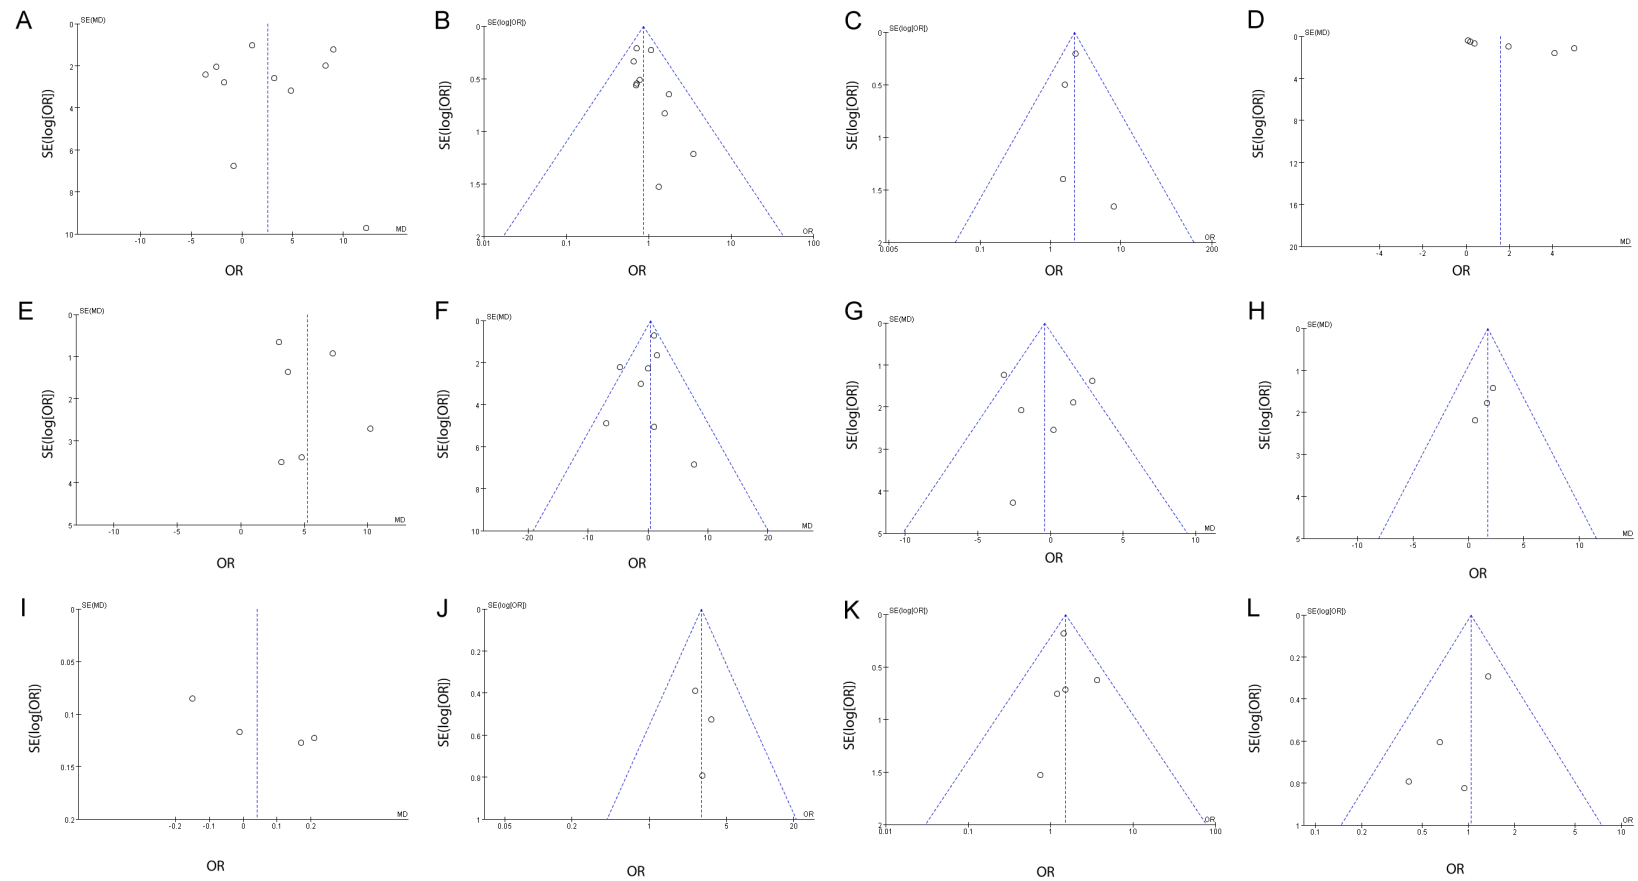 A
SE(MD)
0
2
4
6
8
10
SE(log[OR])
-10
-5
0
5
10
MD
OR
B
SE(log[OR])
0
0.5
1
1.5
2
SE(log[OR])
0.01
0.1
1
10
100
OR
OR
C
SE(log[OR])
0
0.5
1
1.5
2
SE(log[OR])
0.005
0.1
1
10
200
OR
OR
D
SE(MD)
0
4
8
12
16
20
SE(log[OR])
-4
-2
0
2
4
MD
OR
E
SE(MD)
0
1
2
3
4
5
SE(log[OR])
-10
-5
0
5
10
MD
OR
F
SE(MD)
0
2
4
6
8
10
SE(log[OR])
-20
-10
0
10
20
MD
OR
G
SE(MD)
0
1
2
3
4
5
SE(log[OR])
-10
-5
0
5
10
MD
OR
H
SE(MD)
0
1
2
3
4
5
SE(log[OR])
-10
-5
0
5
10
MD
OR
I
SE(MD)
0
0.05
0.1
0.15
0.2
SE(log[OR])
-0.2
-0.1
0
0.1
0.2
MD
OR
J
SE(log[OR])
0
0.2
0.4
0.6
0.8
1
SE(log[OR])
0.05
0.2
1
5
20
OR
OR
K
SE(log[OR])
0
0.5
1
1.5
2
SE(log[OR])
0.01
0.1
1
10
100
OR
OR
L
SE(log[OR])
0
0.2
0.4
0.6
0.8
1
SE(log[OR])
0.1
0.2
0.5
1
2
5
10
OR
OR